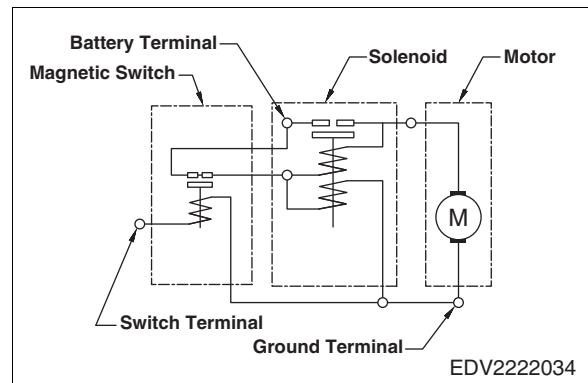 Battery Terminal
Solenoid
Motor
Magnetic Switch
M
Switch Terminal
Ground Terminal
EDV2222034